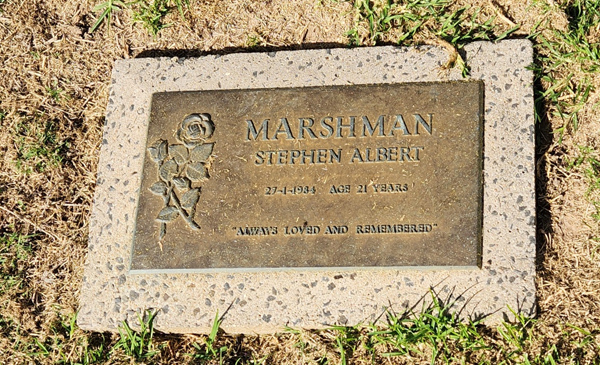 MARSHMAN
STEPHEN ALBERT
27-1-1984 AGE 21 YEARS
"ALWAYS LOVED AND REMEMBERED"